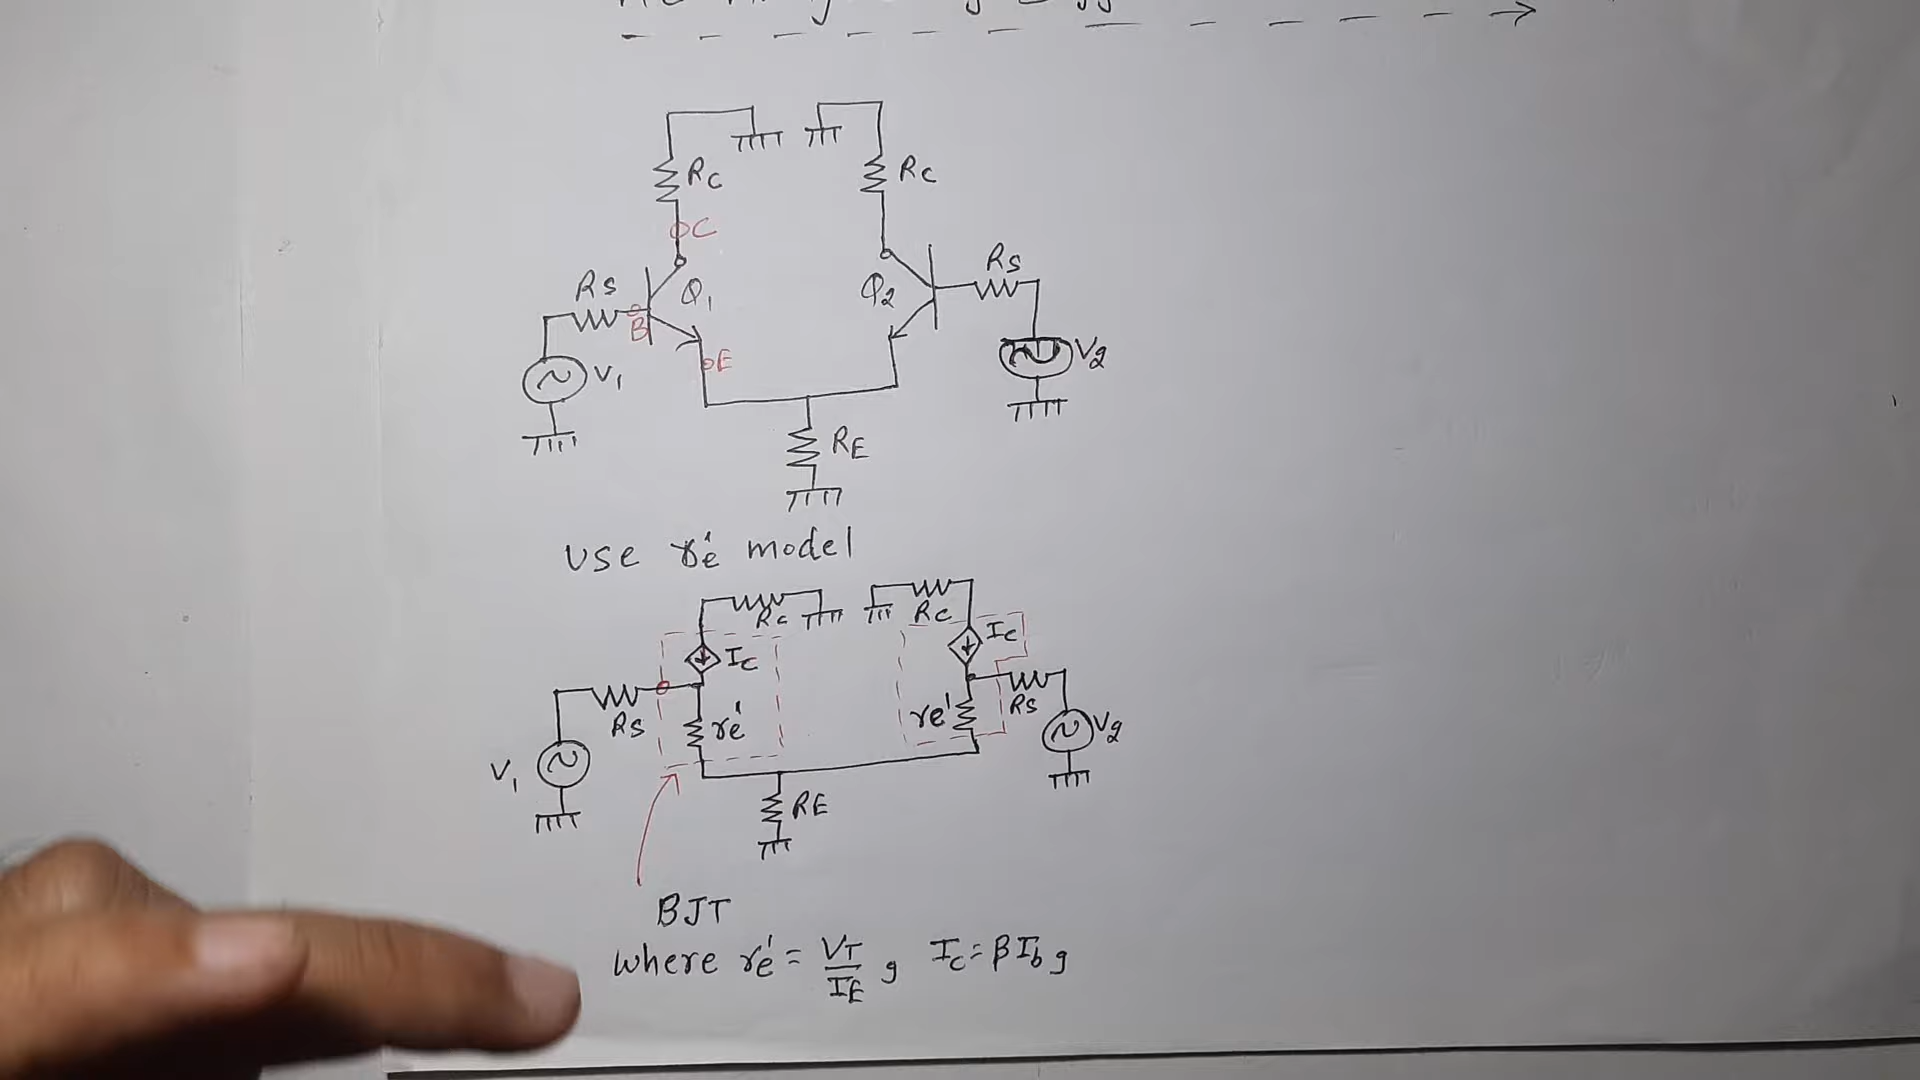 Rc Rc
C
Rs Q1 Q2 Rs
B
V1 E V2
RE
Use re' model
Rc Rc
Ic Ic
Rs re' re' Rs
V1 V2
RE
BJT
where re' = VT/IE , Ic = βIb ,